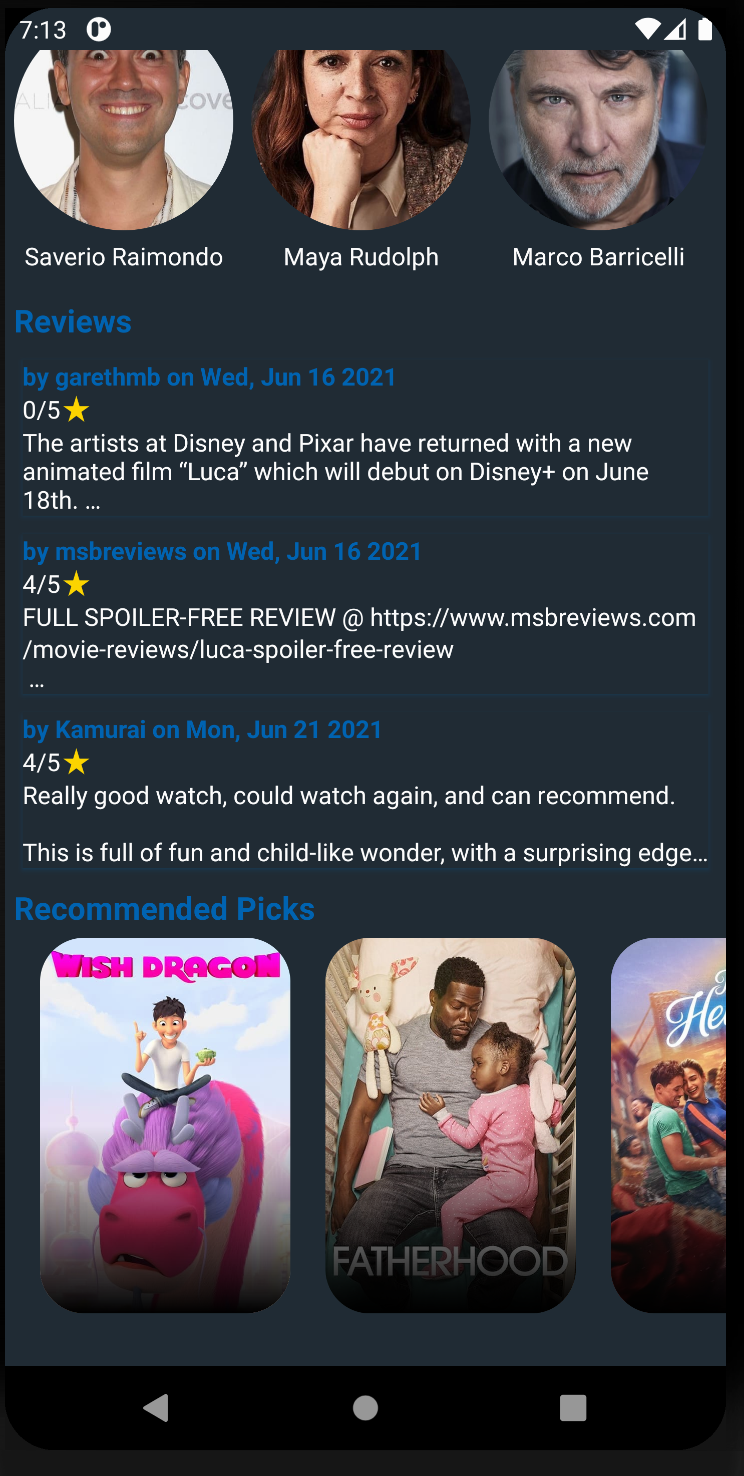 7:13
ALI
cove
Saverio Raimondo
Maya Rudolph
Marco Barricelli
Reviews
by garethmb on Wed, Jun 16 2021
0/5
The artists at Disney and Pixar have returned with a new
animated film “Luca” which will debut on Disney+ on June
18th. ...
by msbreviews on Wed, Jun 16 2021
4/5
FULL SPOILER-FREE REVIEW @ https://www.msbreviews.com
/movie-reviews/luca-spoiler-free-review
...
by Kamurai on Mon, Jun 21 2021
4/5
Really good watch, could watch again, and can recommend.
This is full of fun and child-like wonder, with a surprising edge...
Recommended Picks
WISH DRAGON
FATHERHOOD
He